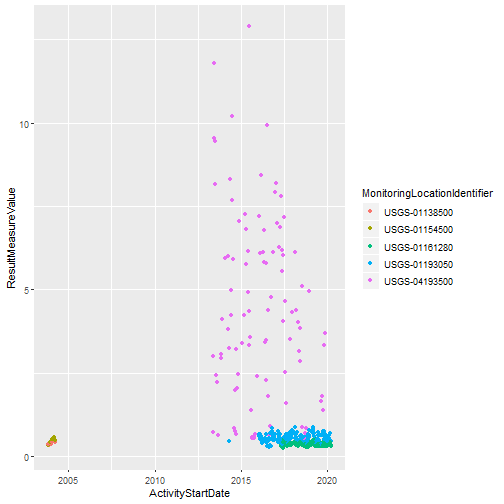 ResultMeasureValue
10
5
0
2005
2010
2015
2020
ActivityStartDate
MonitoringLocationIdentifier
USGS-01138500
USGS-01154500
USGS-01161280
USGS-01193050
USGS-04193500